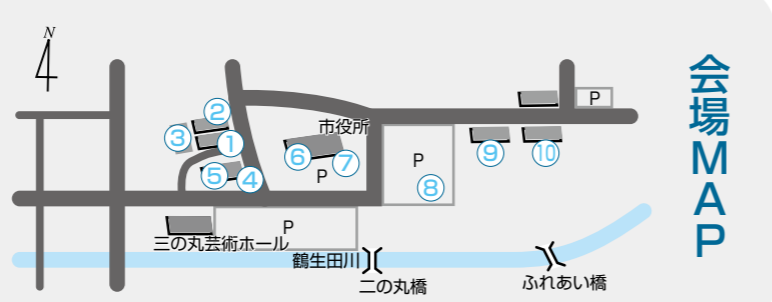 会場MAP
N
P
②
市役所
③
①
⑥
⑦
P
P
⑧
⑨
⑩
⑤
④
P
三の丸芸術ホール
鶴生田川
二の丸橋
ふれあい橋